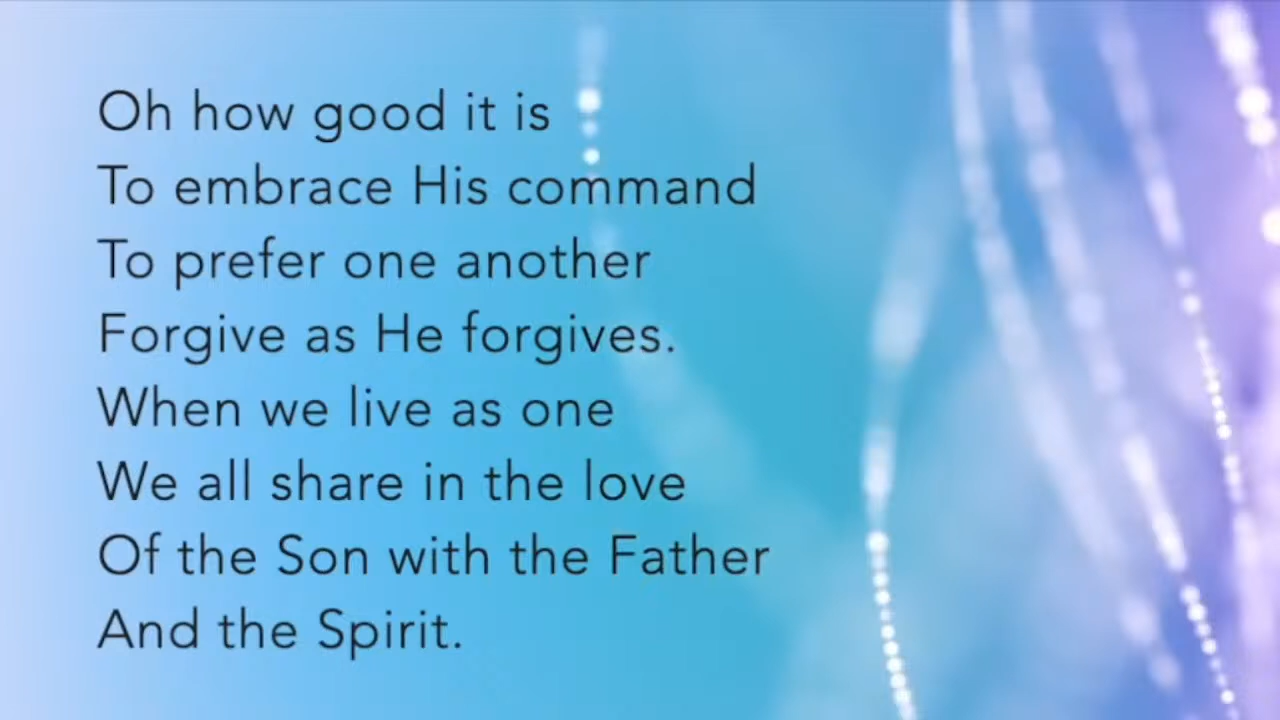 Oh how good it is
To embrace His command
To prefer one another
Forgive as He forgives.
When we live as one
We all share in the love
Of the Son with the Father
And the Spirit.